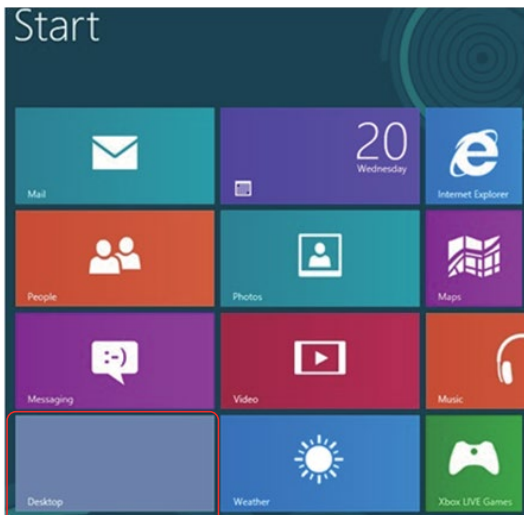 Start
Mail
20
Wednesday
Internet Explorer
People
Photos
Maps
:-)
Messaging
Video
Music
Desktop
Weather
Xbox LIVE Games